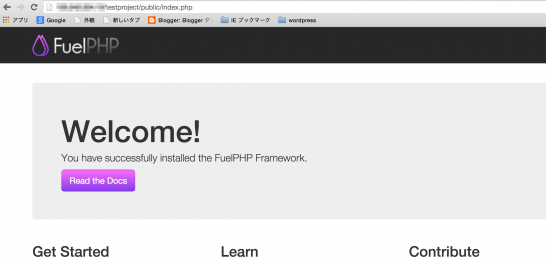 /testproject/public/index.php
アプリ Google 外観 新しいタブ Blogger: Blogger ダ IE ブックマーク wordpress
FuelPHP
Welcome!
You have successfully installed the FuelPHP Framework.
Read the Docs
Get Started Learn Contribute